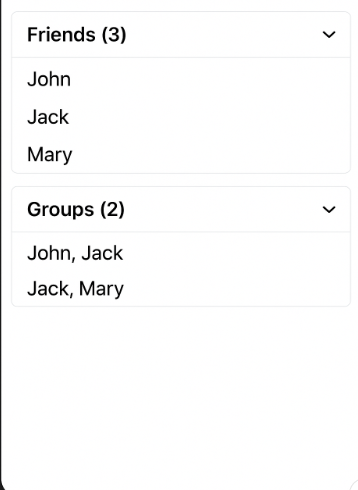 Friends (3)
John
Jack
Mary
Groups (2)
John, Jack
Jack, Mary